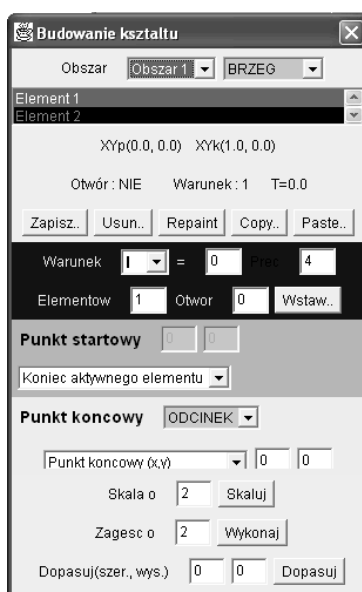 Budowanie ksztaltu
Obszar Obszar 1 BRZEG
Element 1
Element 2
XYp(0.0, 0.0) XYk(1.0, 0.0)
Otwór : NIE Warunek : 1 T=0.0
Zapisz.. Usun.. Repaint Copy.. Paste..
Warunek I = 0 Prec 4
Elementow 1 Otwor 0 Wstaw..
Punkt startowy 0 0
Koniec aktywnego elementu
Punkt koncowy ODCINEK
Punkt koncowy (x,y) 0 0
Skala o 2 Skaluj
Zagesc o 2 Wykonaj
Dopasuj(szer., wys.) 0 0 Dopasuj